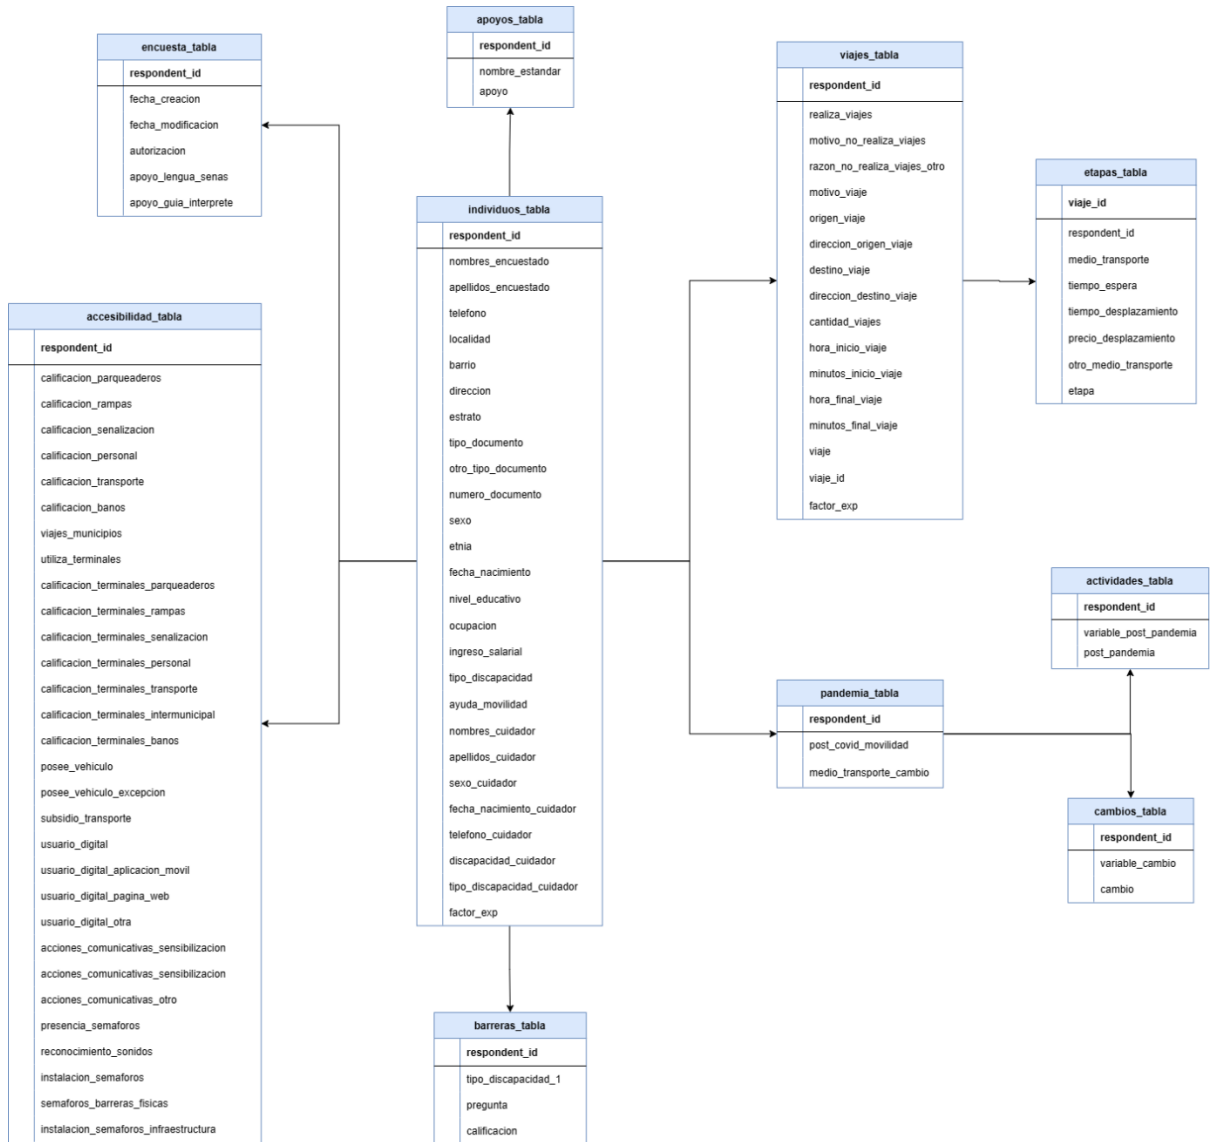 encuesta_tabla
respondent_id
fecha_creacion
fecha_modificacion
autorizacion
apoyo_lengua_senas
apoyo_guia_interprete
apoyos_tabla
respondent_id
nombre_estandar
apoyo
viajes_tabla
respondent_id
realiza_viajes
motivo_no_realiza_viajes
razon_no_realiza_viajes_otro
motivo_viaje
origen_viaje
direccion_origen_viaje
destino_viaje
direccion_destino_viaje
cantidad_viajes
hora_inicio_viaje
minutos_inicio_viaje
hora_final_viaje
minutos_final_viaje
viaje
viaje_id
factor_exp
etapas_tabla
viaje_id
respondent_id
medio_transporte
tiempo_espera
tiempo_desplazamiento
precio_desplazamiento
otro_medio_transporte
etapa
individuos_tabla
respondent_id
nombres_encuestado
apellidos_encuestado
telefono
localidad
barrio
direccion
estrato
tipo_documento
otro_tipo_documento
numero_documento
sexo
etnia
fecha_nacimiento
nivel_educativo
ocupacion
ingreso_salarial
tipo_discapacidad
ayuda_movilidad
nombres_cuidador
apellidos_cuidador
sexo_cuidador
fecha_nacimiento_cuidador
telefono_cuidador
discapacidad_cuidador
tipo_discapacidad_cuidador
factor_exp
accesibilidad_tabla
respondent_id
calificacion_parqueaderos
calificacion_rampas
calificacion_senalizacion
calificacion_personal
calificacion_transporte
calificacion_banos
viajes_municipios
utiliza_terminales
calificacion_terminales_parqueaderos
calificacion_terminales_rampas
calificacion_terminales_senalizacion
calificacion_terminales_personal
calificacion_terminales_transporte
calificacion_terminales_intermunicipal
calificacion_terminales_banos
posee_vehiculo
posee_vehiculo_excepcion
subsidio_transporte
usuario_digital
usuario_digital_aplicacion_movil
usuario_digital_pagina_web
usuario_digital_otra
acciones_comunicativas_sensibilizacion
acciones_comunicativas_sensibilizacion
acciones_comunicativas_otro
presencia_semaforos
reconocimiento_sonidos
instalacion_semaforos
semaforos_barreras_fisicas
instalacion_semaforos_infraestructura
actividades_tabla
respondent_id
variable_post_pandemia
post_pandemia
pandemia_tabla
respondent_id
post_covid_movilidad
medio_transporte_cambio
cambios_tabla
respondent_id
variable_cambio
cambio
barreras_tabla
respondent_id
tipo_discapacidad_1
pregunta
calificacion